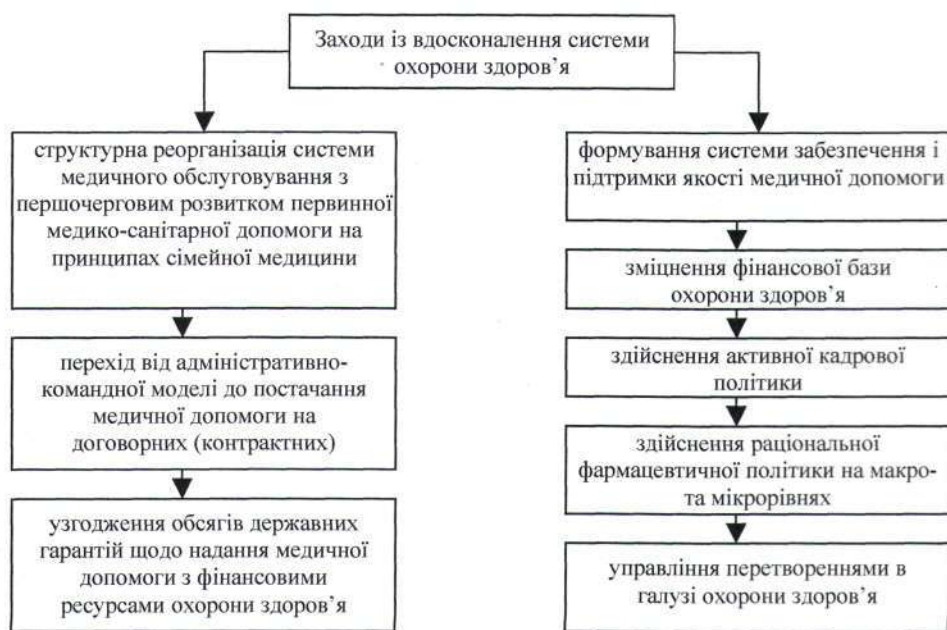 Заходи із вдосконалення системи
охорони здоров’я
структурна реорганізація системи
медичного обслуговування з
першочерговим розвитком первинної
медико-санітарної допомоги на
принципах сімейної медицини
перехід від адміністративно-
командної моделі до постачання
медичної допомоги на
договорних (контрактних)
узгодження обсягів державних
гарантій щодо надання медичної
допомоги з фінансовими
ресурсами охорони здоров’я
формування системи забезпечення і
підтримки якості медичної допомоги
зміцнення фінансової бази
охорони здоров’я
здійснення активної кадрової
політики
здійснення раціональної
фармацевтичної політики на макро-
та мікрорівнях
управління перетвореннями в
галузі охорони здоров’я